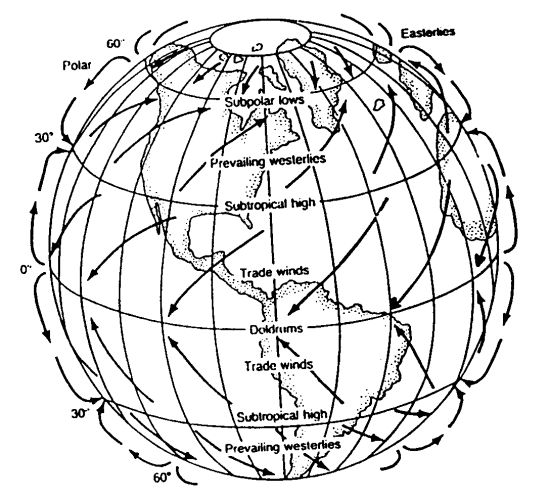 60°
Easterlies
Polar
Subpolar lows
30°
Prevailing westerlies
Subtropical high
0°
Trade winds
Doldrums
Trade winds
30°
Subtropical high
Prevailing westerlies
60°